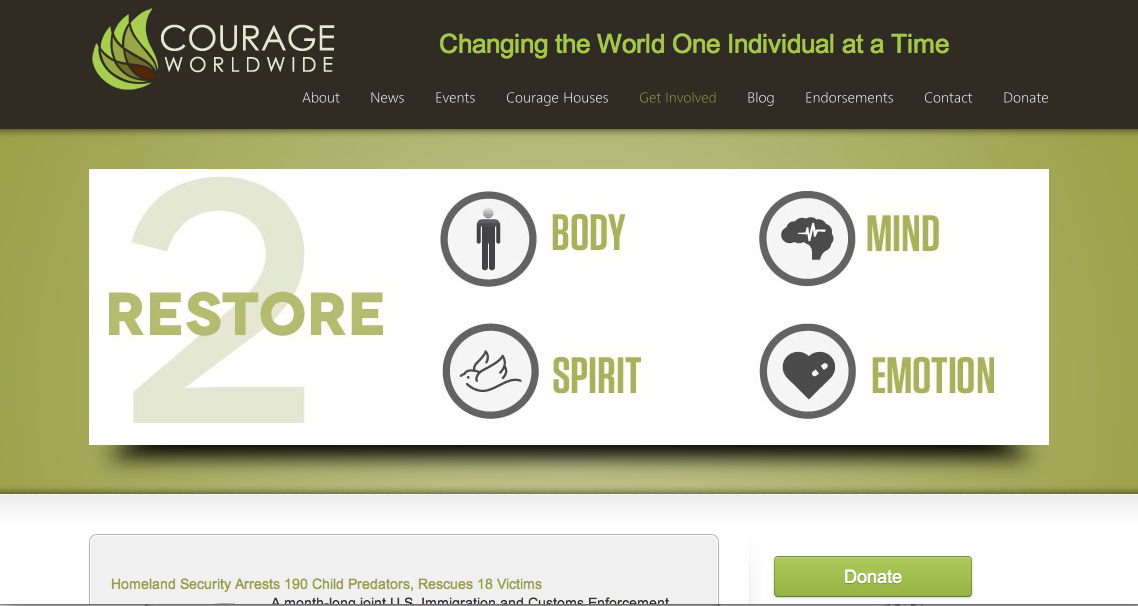 COURAGE
WORLDWIDE
Changing the World One Individual at a Time
About News Events Courage Houses Get Involved Blog Endorsements Contact Donate
2
RESTORE
BODY
MIND
SPIRIT
EMOTION
Homeland Security Arrests 190 Child Predators, Rescues 18 Victims
A month-long joint U.S. Immigration and Customs Enforcement
Donate